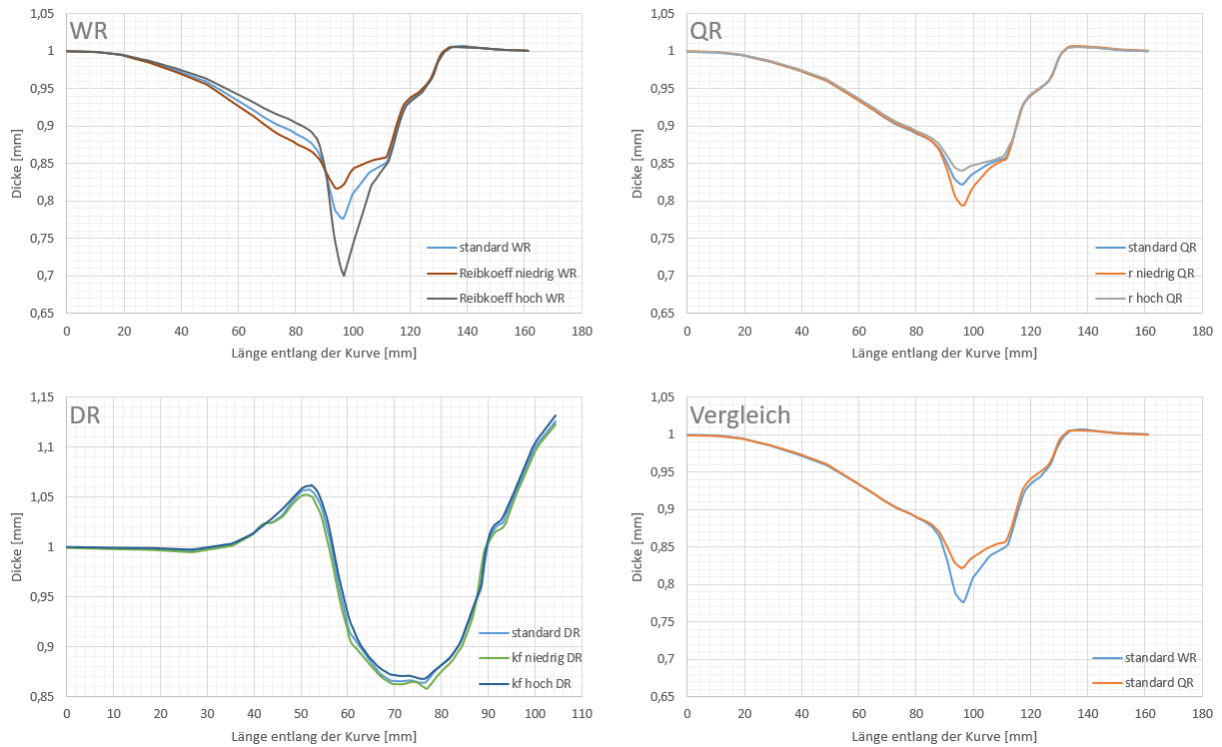 WR
1,05
1
0,95
0,9
0,85
0,8
0,75
0,7
0,65
Dicke [mm]
0 20 40 60 80 100 120 140 160 180
Länge entlang der Kurve [mm]
standard WR
Reibkoeff niedrig WR
Reibkoeff hoch WR
QR
1,05
1
0,95
0,9
0,85
0,8
0,75
0,7
0,65
Dicke [mm]
0 20 40 60 80 100 120 140 160 180
Länge entlang der Kurve [mm]
standard QR
r niedrig QR
r hoch QR
DR
1,15
1,1
1,05
1
0,95
0,9
0,85
Dicke [mm]
0 10 20 30 40 50 60 70 80 90 100 110
Länge entlang der Kurve [mm]
standard DR
kf niedrig DR
kf hoch DR
Vergleich
1,05
1
0,95
0,9
0,85
0,8
0,75
0,7
0,65
Dicke [mm]
0 20 40 60 80 100 120 140 160 180
Länge entlang der Kurve [mm]
standard WR
standard QR